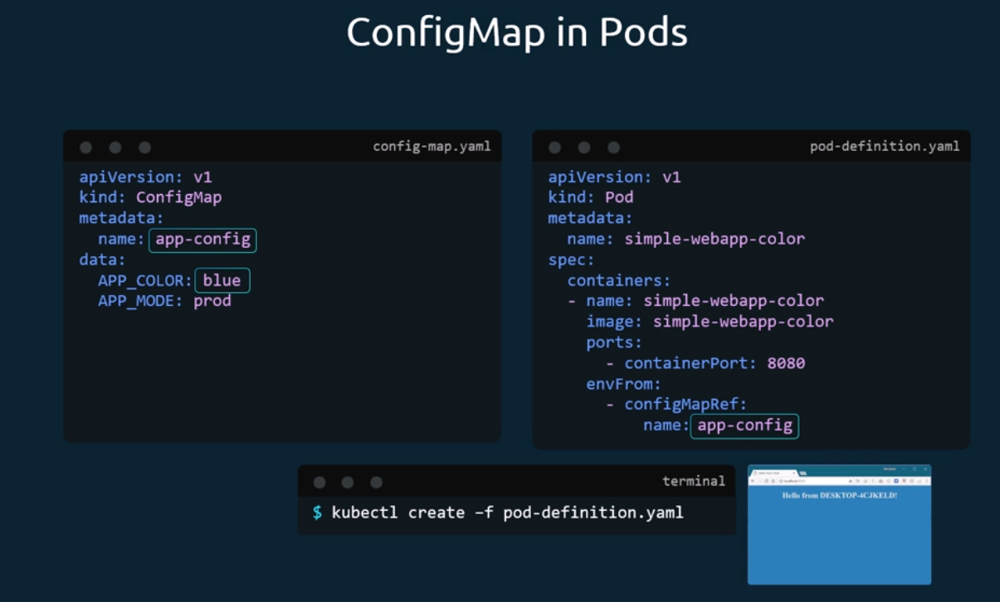 ConfigMap in Pods
config-map.yaml
apiVersion: v1
kind: ConfigMap
metadata:
  name: app-config
data:
  APP_COLOR: blue
  APP_MODE: prod
pod-definition.yaml
apiVersion: v1
kind: Pod
metadata:
  name: simple-webapp-color
spec:
  containers:
  - name: simple-webapp-color
    image: simple-webapp-color
    ports:
      - containerPort: 8080
    envFrom:
      - configMapRef:
          name: app-config
terminal
$ kubectl create –f pod-definition.yaml
Hello from DESKTOP-4CJKELD!